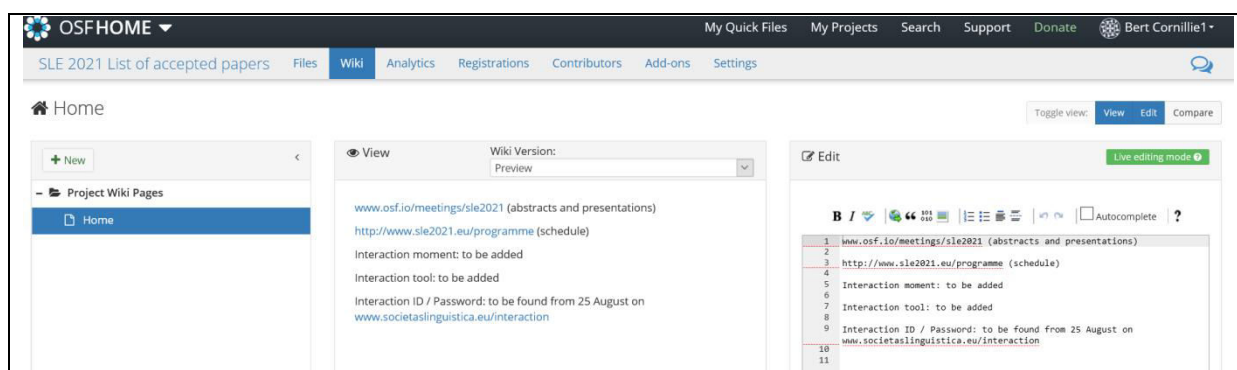 OSFHOME
My Quick Files My Projects Search Support Donate Bert Cornillie1
SLE 2021 List of accepted papers Files Wiki Analytics Registrations Contributors Add-ons Settings
Home
Toggle view: View Edit Compare
+ New
Project Wiki Pages
Home
View
Wiki Version:
Preview
www.osf.io/meetings/sle2021 (abstracts and presentations)
http://www.sle2021.eu/programme (schedule)
Interaction moment: to be added
Interaction tool: to be added
Interaction ID / Password: to be found from 25 August on
www.societaslinguistica.eu/interaction
Edit
Live editing mode
B I Autocomplete ?
1 www.osf.io/meetings/sle2021 (abstracts and presentations)
2
3 http://www.sle2021.eu/programme (schedule)
4
5 Interaction moment: to be added
6
7 Interaction tool: to be added
8
9 Interaction ID / Password: to be found from 25 August on
www.societaslinguistica.eu/interaction
10
11